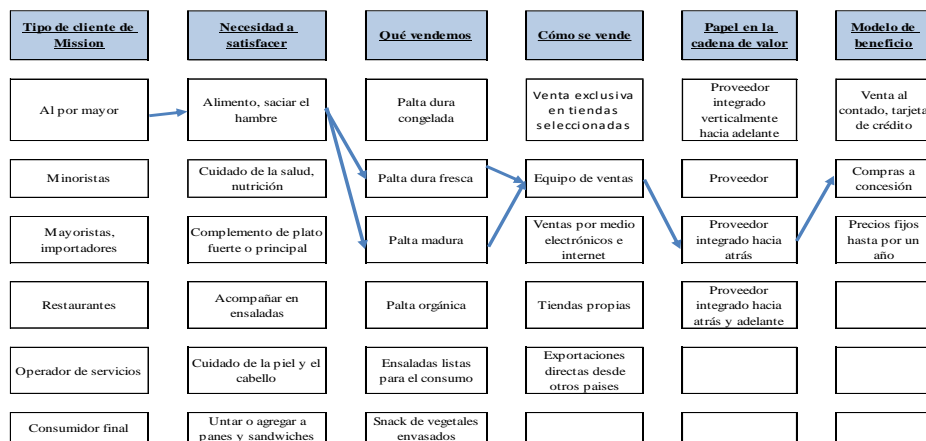 Tipo de cliente de
Mission
Necesidad a
satisfacer
Qué vendemos
Cómo se vende
Papel en la
cadena de valor
Modelo de
beneficio
Al por mayor
Alimento, saciar el
hambre
Palta dura
congelada
Venta exclusiva
en tiendas
seleccionadas
Proveedor
integrado
verticalmente
hacia adelante
Venta al
contado, tarjeta
de crédito
Minoristas
Cuidado de la salud,
nutrición
Palta dura fresca
Equipo de ventas
Proveedor
Compras a
concesión
Mayoristas,
importadores
Complemento de plato
fuerte o principal
Palta madura
Ventas por medio
electrónicos e
internet
Proveedor
integrado hacia
atrás
Precios fijos
hasta por un
año
Restaurantes
Acompañar en
ensaladas
Palta orgánica
Tiendas propias
Proveedor
integrado hacia
atrás y adelante
Operador de servicios
Cuidado de la piel y el
cabello
Ensaladas listas
para el consumo
Exportaciones
directas desde
otros paises
Consumidor final
Untar o agregar a
panes y sandwiches
Snack de vegetales
envasados